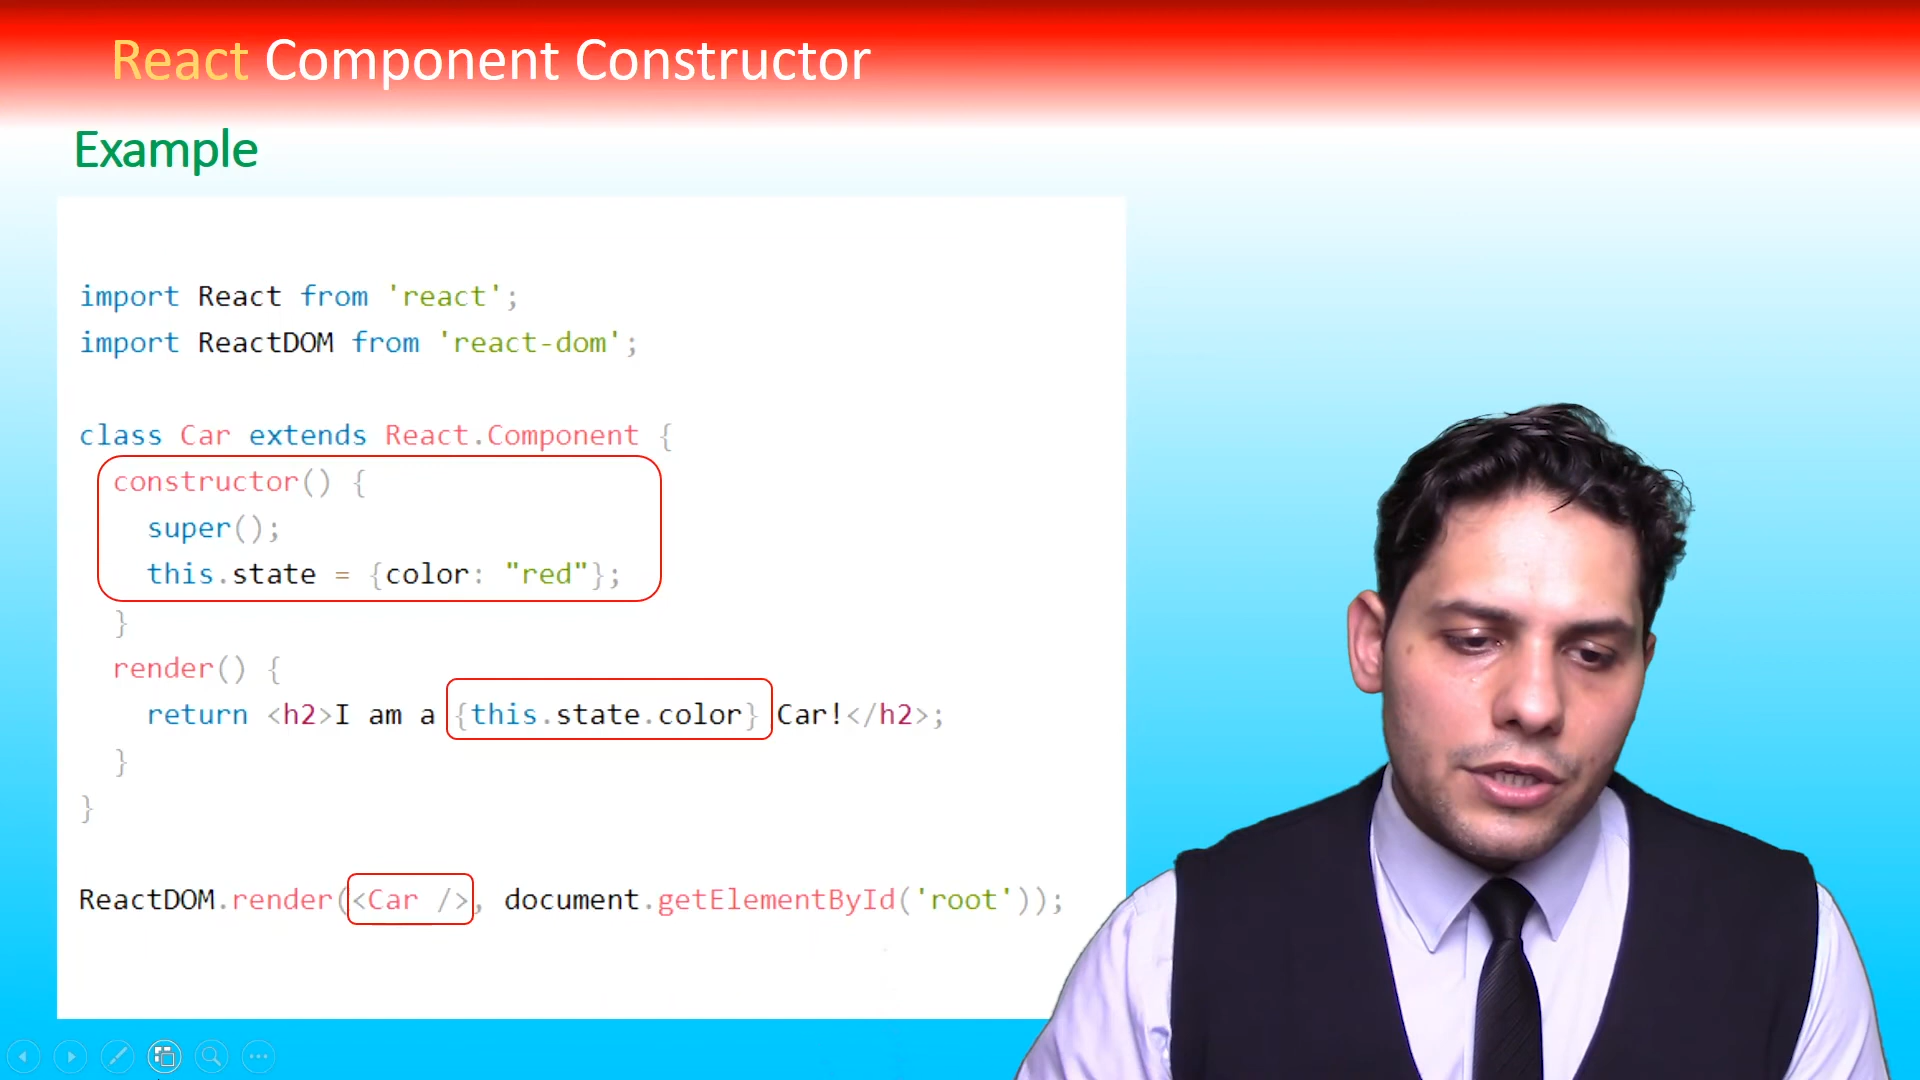 React Component Constructor
Example
import React from 'react';
import ReactDOM from 'react-dom';
class Car extends React.Component {
constructor() {
super();
this.state = {color: "red"};
}
render() {
return <h2>I am a {this.state.color} Car!</h2>;
}
}
ReactDOM.render(<Car />, document.getElementById('root'));